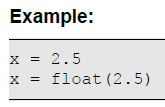 Example:
x = 2.5
x = float(2.5)